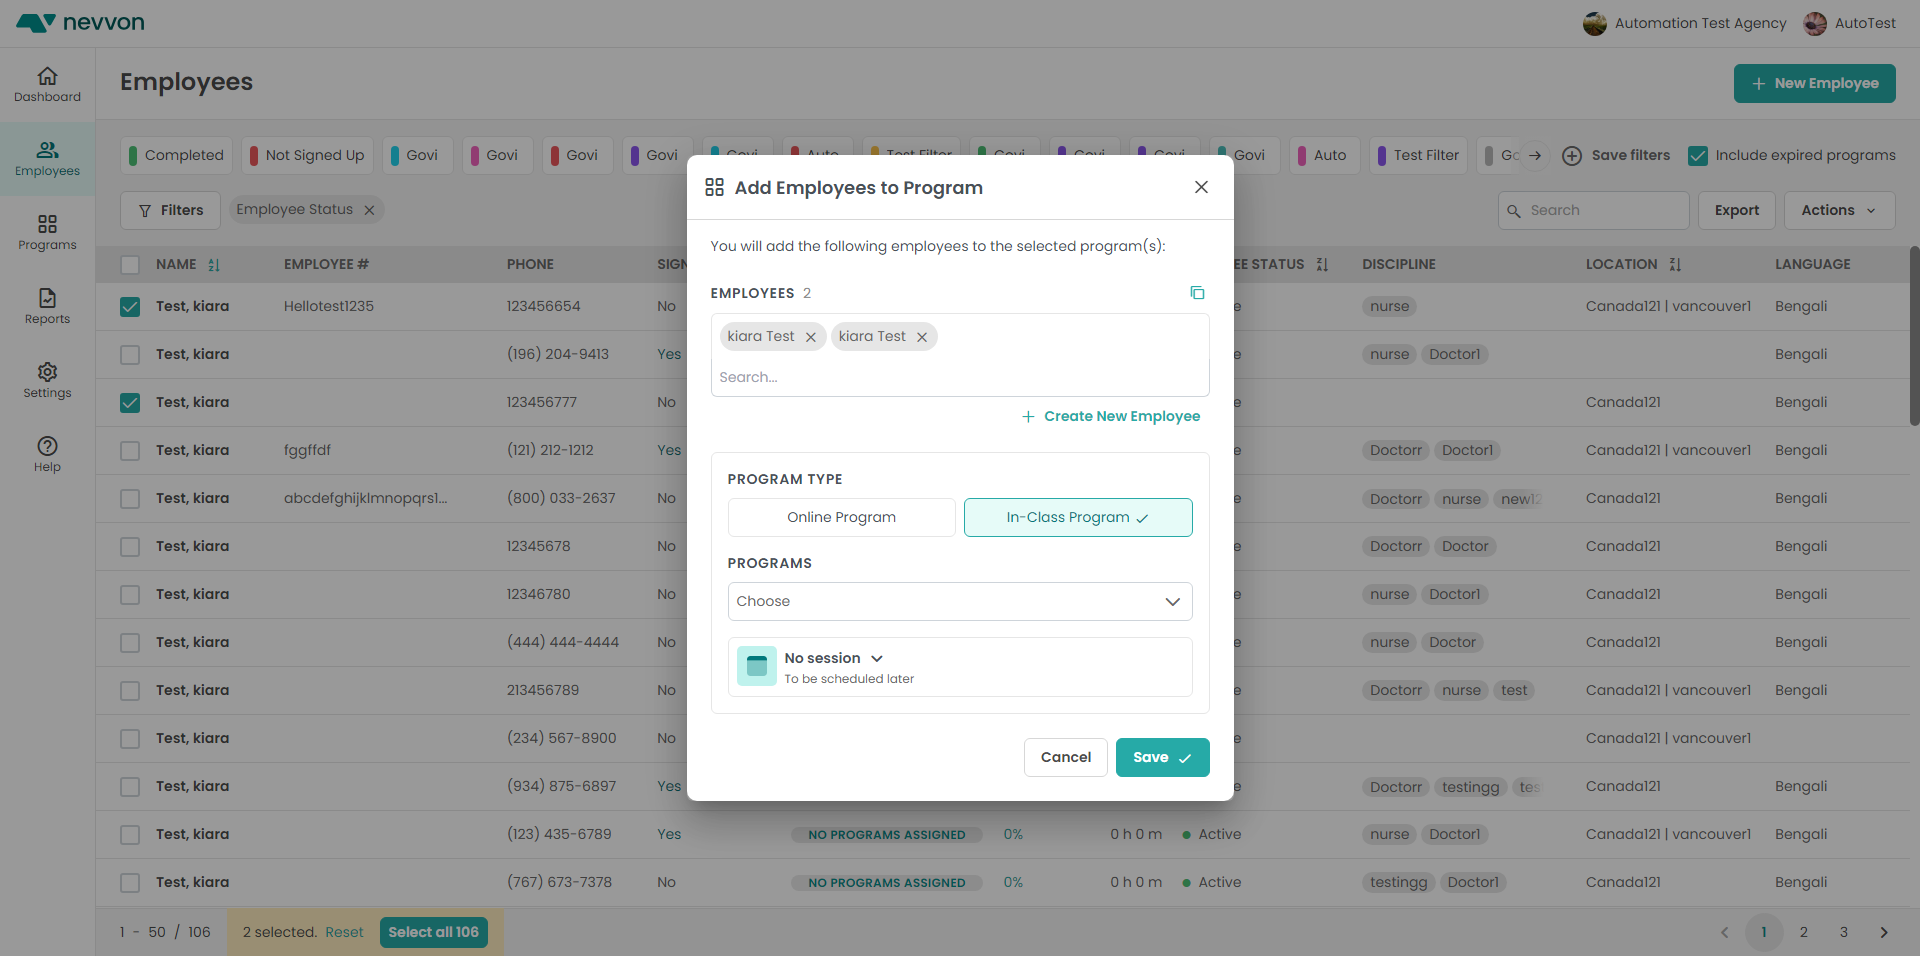 nevvon
Automation Test Agency AutoTest
Dashboard
Employees
Programs
Reports
Settings
Help
Employees
New Employee
Completed Not Signed Up Govi Govi Govi Govi Govi Auto Test Filter Govi Govi Govi Govi Auto Test Filter Save filters Include expired programs
Filters Employee Status Search Export Actions
NAME EMPLOYEE # PHONE EE STATUS DISCIPLINE LOCATION LANGUAGE
Test, kiara Hellotest1235 123456654 No e nurse Canada121 | vancouver1 Bengali
Test, kiara (196) 204-9413 Yes e nurse Doctor1 Bengali
Test, kiara 123456777 No e Canada121 Bengali
Test, kiara fggffdf (121) 212-1212 Yes e Doctorr Doctor1 Canada121 | vancouver1 Bengali
Test, kiara abcdefghijklmnopqrs1... (800) 033-2637 No e Doctorr nurse new12 Canada121 Bengali
Test, kiara 12345678 No e Doctorr Doctor Canada121 Bengali
Test, kiara 12346780 No e nurse Doctor1 Canada121 Bengali
Test, kiara (444) 444-4444 No e nurse Doctor Canada121 Bengali
Test, kiara 213456789 No e Doctorr nurse test Canada121 | vancouver1 Bengali
Test, kiara (234) 567-8900 No e Canada121 | vancouver1 Bengali
Test, kiara (934) 875-6897 Yes e Doctorr testingg tes Canada121 Bengali
Test, kiara (123) 435-6789 Yes NO PROGRAMS ASSIGNED 0% 0 h 0 m Active nurse Doctor1 Canada121 | vancouver1 Bengali
Test, kiara (767) 673-7378 No NO PROGRAMS ASSIGNED 0% 0 h 0 m Active testingg Doctor1 Canada121 Bengali
1 - 50 / 106 2 selected. Reset Select all 106 1 2 3
Add Employees to Program
You will add the following employees to the selected program(s):
EMPLOYEES 2
kiara Test kiara Test
Search...
Create New Employee
PROGRAM TYPE
Online Program In-Class Program
PROGRAMS
Choose
No session
To be scheduled later
Cancel Save